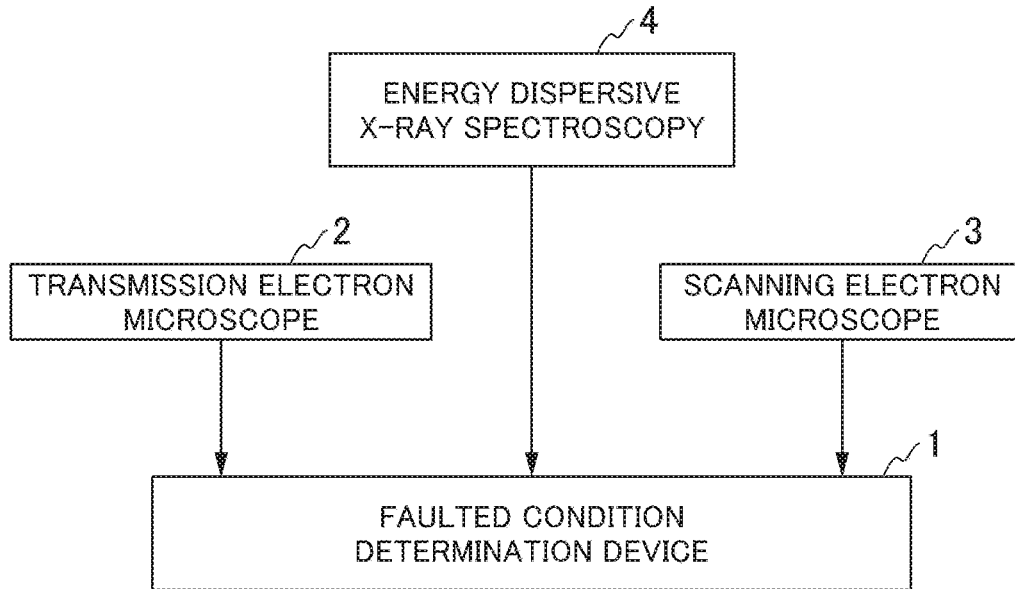 4
ENERGY DISPERSIVE
X-RAY SPECTROSCOPY
2
TRANSMISSION ELECTRON
MICROSCOPE
3
SCANNING ELECTRON
MICROSCOPE
1
FAULTED CONDITION
DETERMINATION DEVICE